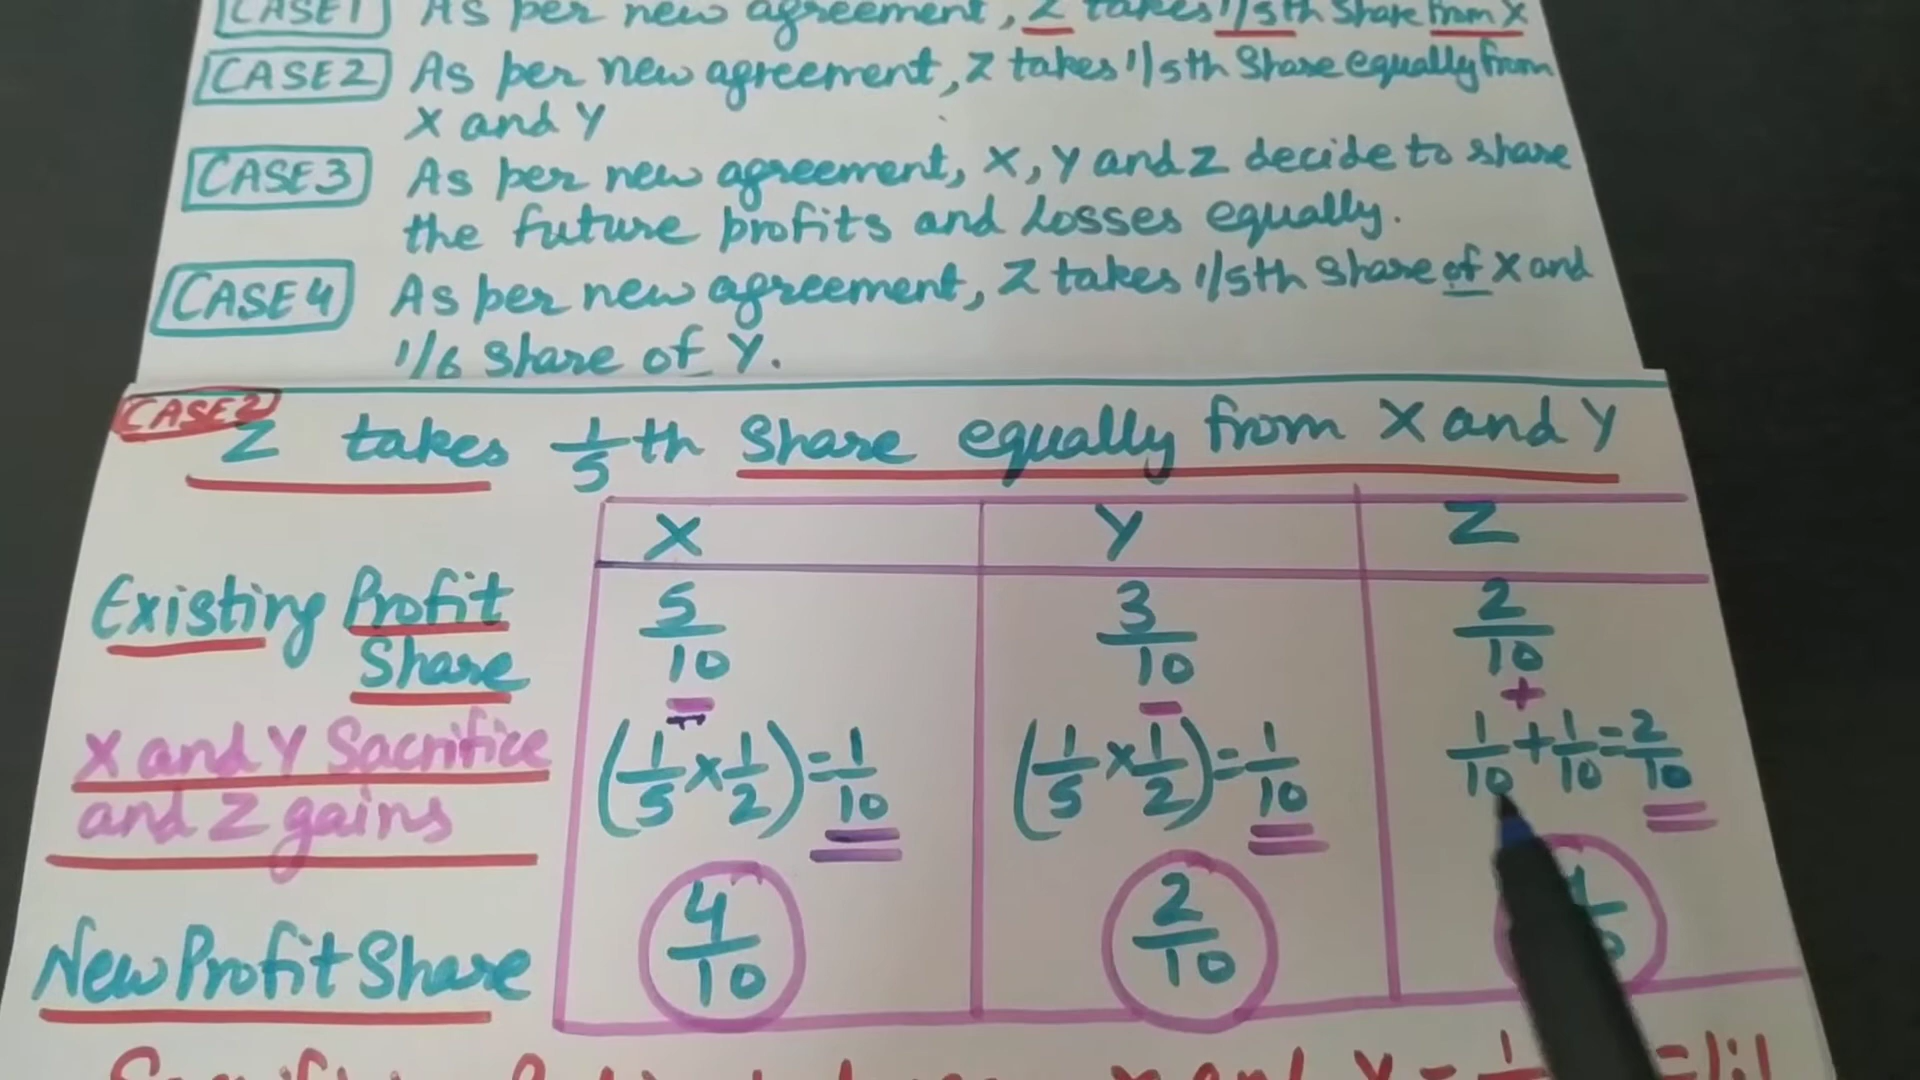 CASE1 As per new agreement, Z takes 1/5th share from X
CASE2 As per new agreement, Z takes 1/5th share equally from
X and Y
CASE3 As per new agreement, X, Y and Z decide to share
the future profits and losses equally.
CASE4 As per new agreement, Z takes 1/5th share of X and
1/6 share of Y.
CASE2
Z takes 1/5 th share equally from X and Y
X Y Z
Existing Profit Share 5/10 3/10 2/10
- - +
X and Y Sacrifice and Z gains (1/5 × 1/2) = 1/10 (1/5 × 1/2) = 1/10 1/10 + 1/10 = 2/10
New Profit Share 4/10 2/10
X and Y =